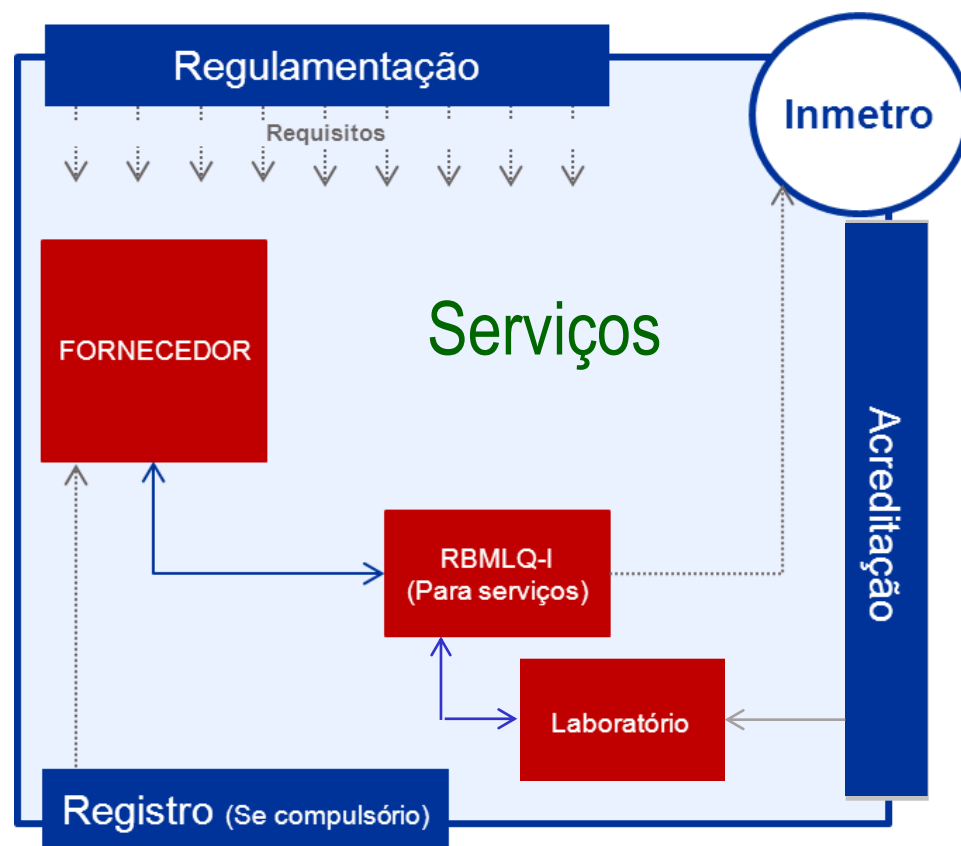 Regulamentação
Inmetro
Requisitos
FORNECEDOR
Serviços
Acreditação
RBMLQ-I
(Para serviços)
Laboratório
Registro (Se compulsório)